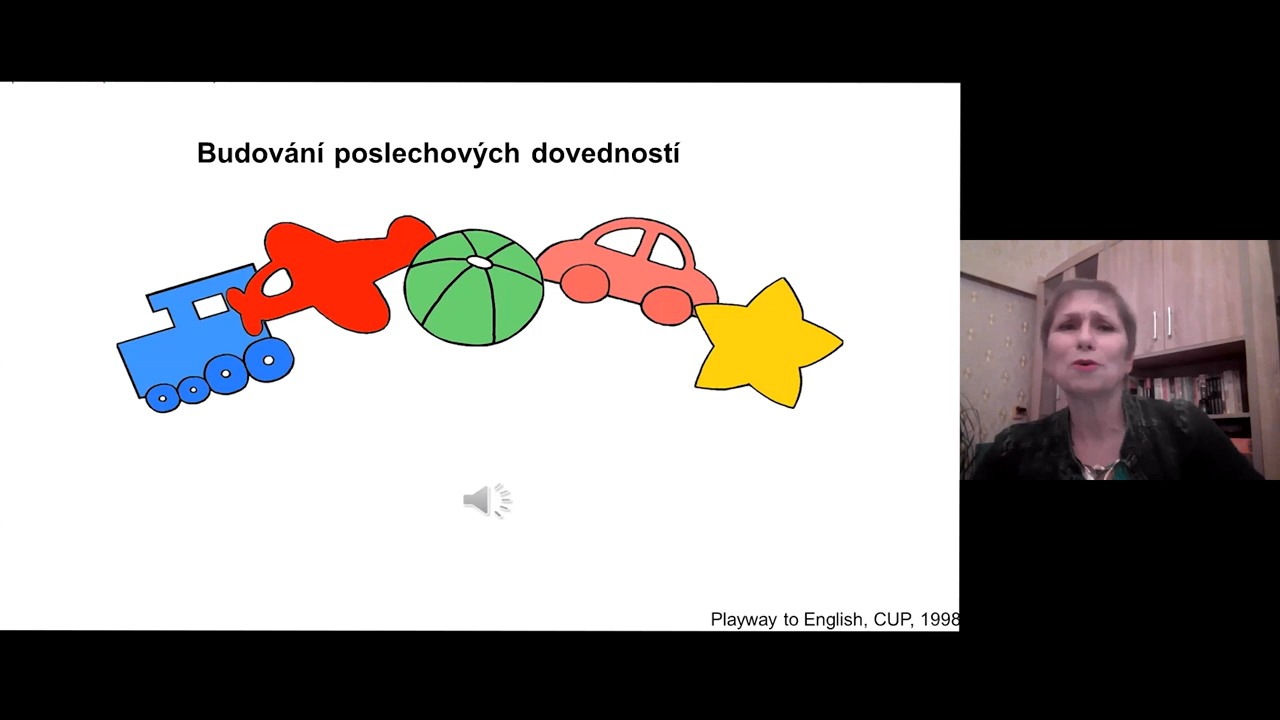 Budování poslechových dovedností
Playway to English, CUP, 1998